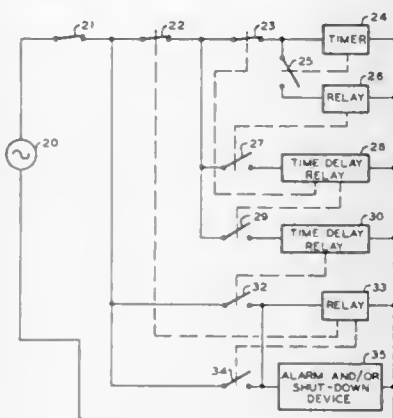 21
22
23
24
TIMER
25
26
RELAY
20
27
28
TIME DELAY
RELAY
29
30
TIME DELAY
RELAY
32
33
RELAY
34
35
ALARM AND/OR
SHUT-DOWN
DEVICE